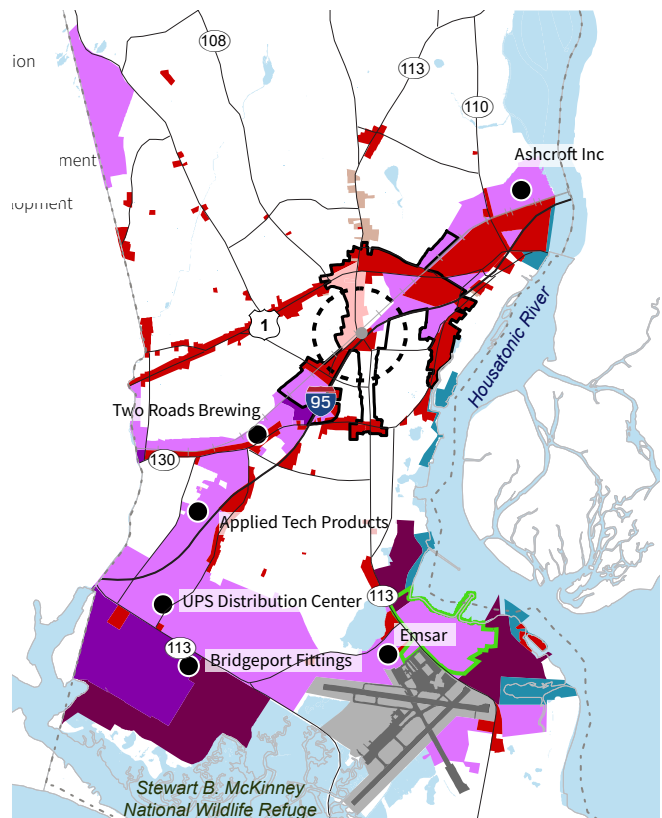 108
ion
113
110
ment
Ashcroft Inc
opment
Housatonic River
1
95
Two Roads Brewing
130
Applied Tech Products
113
UPS Distribution Center
Emsar
113
Bridgeport Fittings
Stewart B. McKinney
National Wildlife Refuge